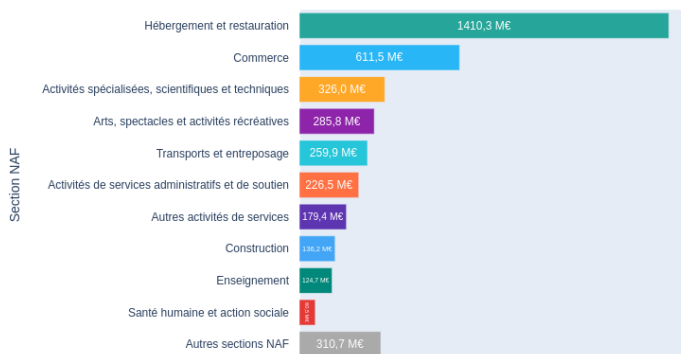 Section NAF
Hébergement et restauration 1410,3 M€
Commerce 611,5 M€
Activités spécialisées, scientifiques et techniques 326,0 M€
Arts, spectacles et activités récréatives 285,8 M€
Transports et entreposage 259,9 M€
Activités de services administratifs et de soutien 226,5 M€
Autres activités de services 179,4 M€
Construction 136,2 M€
Enseignement 124,7 M€
Santé humaine et action sociale
Autres sections NAF 310,7 M€